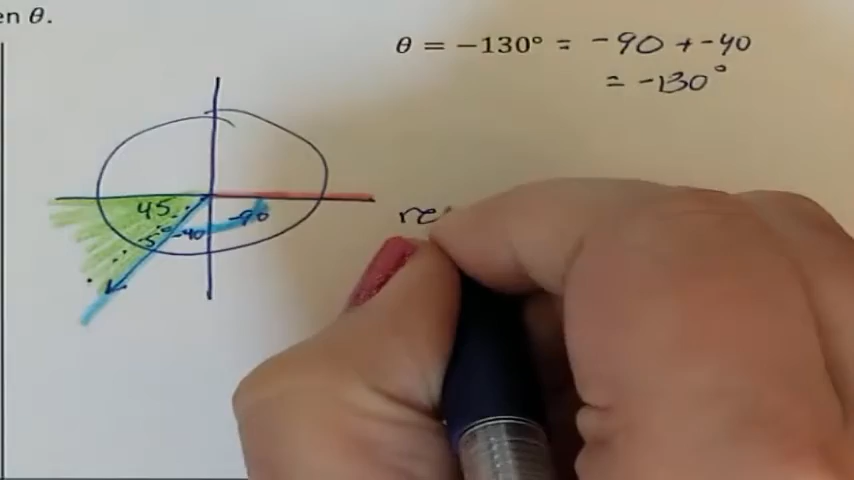 en θ.
θ = −130° = −90 + −40
= −130°
45
5°
−40
−90
re